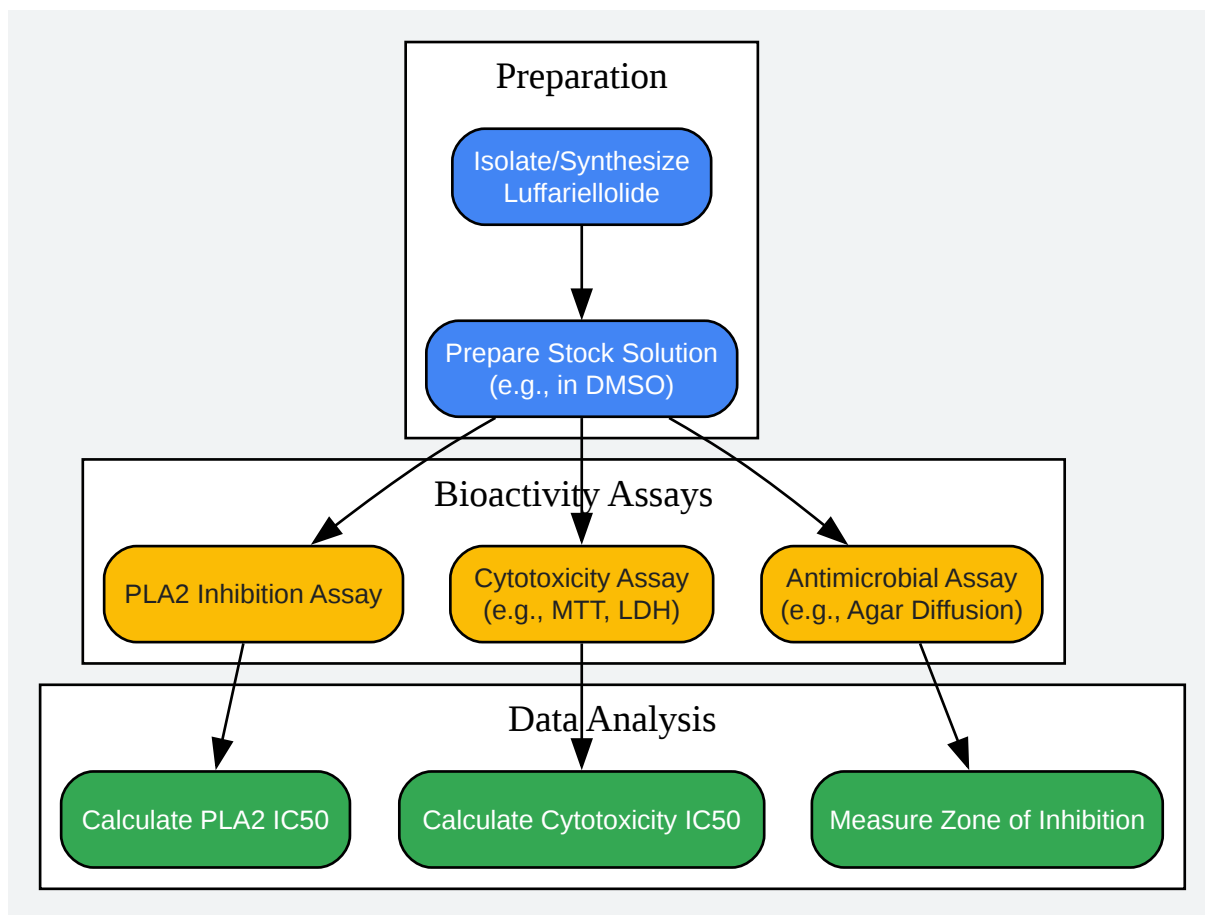 Preparation
Isolate/Synthesize
Luffariellolide
Prepare Stock Solution
(e.g., in DMSO)
Bioactivity Assays
PLA2 Inhibition Assay
Cytotoxicity Assay
(e.g., MTT, LDH)
Antimicrobial Assay
(e.g., Agar Diffusion)
Data Analysis
Calculate PLA2 IC50
Calculate Cytotoxicity IC50
Measure Zone of Inhibition